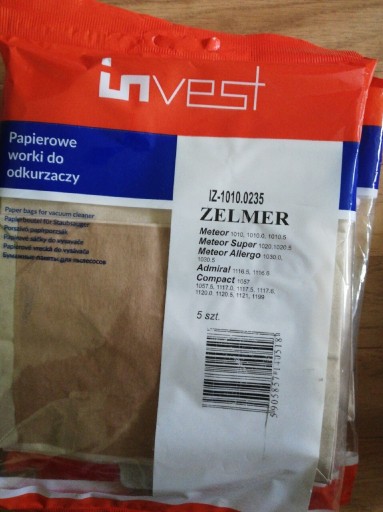 invest
Papierowe
worki do
odkurzaczy
Paper bags for vacuum cleaner
IZ-1010.0235
ZELMER
Meteor 1010, 1010.0, 1010.5
Meteor Super 1020,1020.5
Meteor Allergo 1030.0,
1030.5
Admiral 1116.5, 1116.6
Compact 1057
1057.5, 1117.0, 1117.5, 1117.6,
1120.0, 1120.5, 1121, 1199
5 szt.